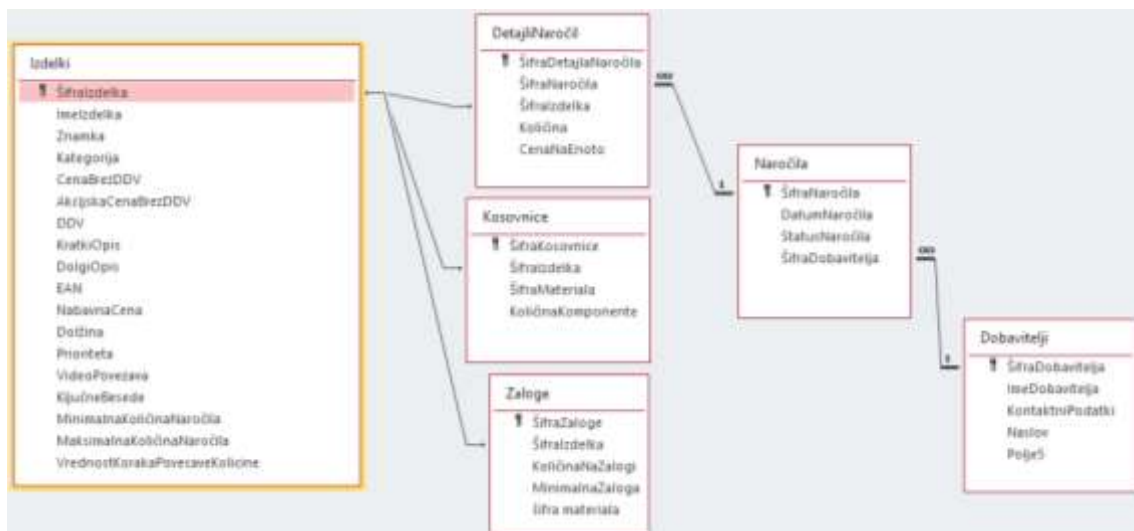 Izdelki
ŠifraIzdelka
ImeIzdelka
Znamka
Kategorija
CenaBrezDDV
AkcijskaCenaBrezDDV
DDV
KratkiOpis
DolgiOpis
EAN
NabavnaCena
Dolžina
Prioriteta
VideoPovezava
KljučneBesede
MinimalnaKoličinaNaročila
MaksimalnaKoličinaNaročila
VrednostKorakaPovecaveKolicine
DetajliNaročil
ŠifraDetajlaNaročila
ŠifraNaročila
ŠifraIzdelka
Količina
CenaNaEnoto
Kosovnice
ŠifraKosovnice
ŠifraIzdelka
ŠifraMateriala
KoličinaKomponente
Zaloge
ŠifraZaloge
ŠifraIzdelka
KoličinaNaZalogi
MinimalnaZaloga
šifra materiala
∞
1
Naročila
ŠifraNaročila
DatumNaročila
StatusNaročila
ŠifraDobavitelja
∞
1
Dobavitelji
ŠifraDobavitelja
ImeDobavitelja
KontaktniPodatki
Naslov
Polje5